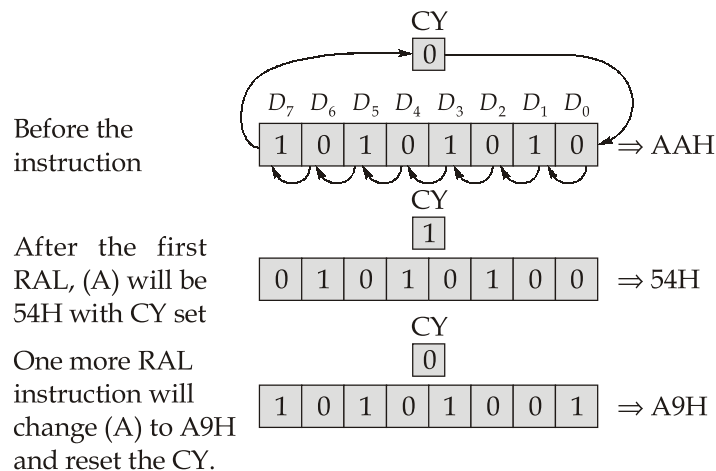 CY
0
D7 D6 D5 D4 D3 D2 D1 D0
Before the
instruction
1 0 1 0 1 0 1 0 ⇒ AAH
CY
1
After the first
RAL, (A) will be
54H with CY set
0 1 0 1 0 1 0 0 ⇒ 54H
CY
0
One more RAL
instruction will
change (A) to A9H
and reset the CY.
1 0 1 0 1 0 0 1 ⇒ A9H